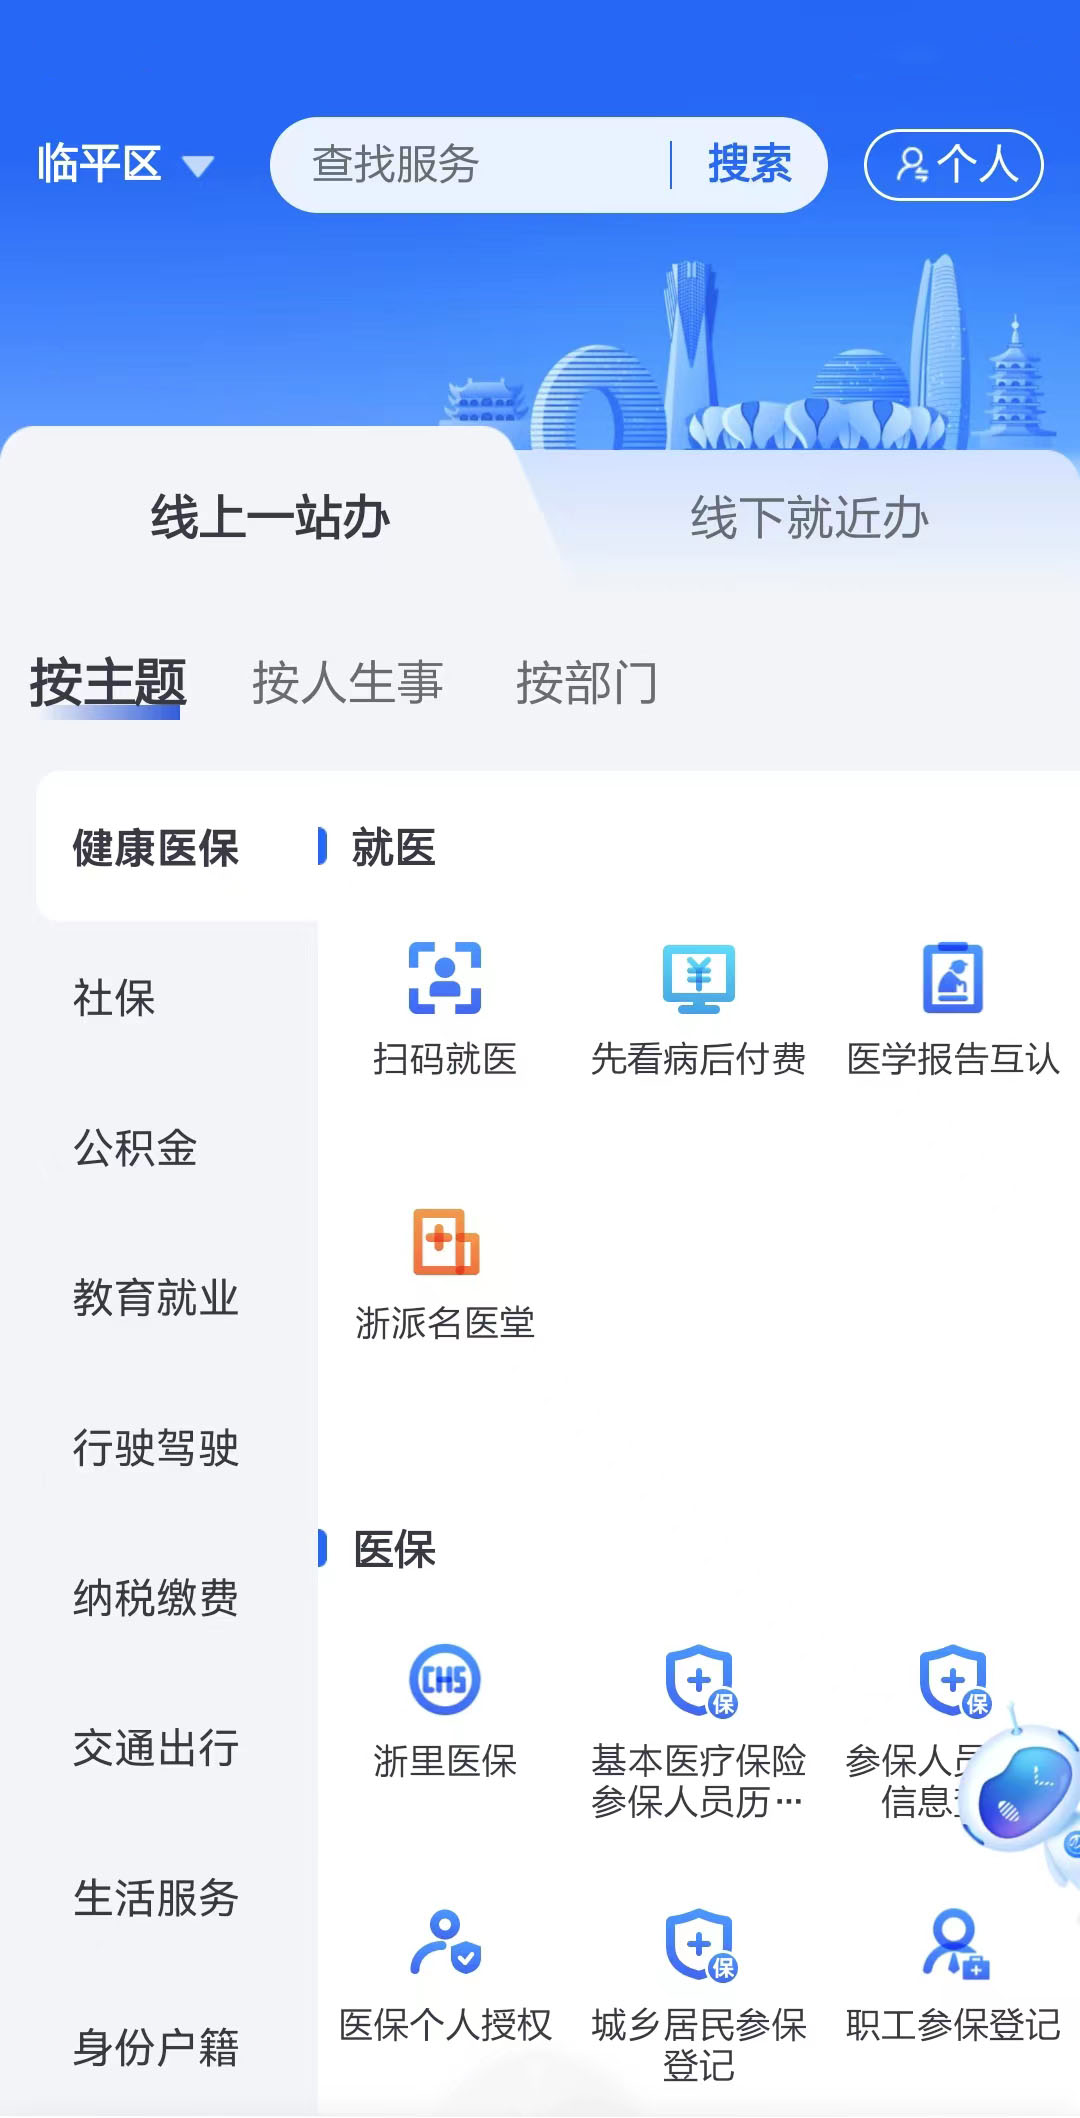 临平区
查找服务
搜索
个人
线上一站办
线下就近办
按主题
按人生事
按部门
健康医保
社保
公积金
教育就业
行驶驾驶
纳税缴费
交通出行
生活服务
身份户籍
就医
扫码就医
先看病后付费
医学报告互认
浙派名医堂
医保
CHS
浙里医保
保
基本医疗保险
参保人员历…
保
参保人员
信息
医保个人授权
保
城乡居民参保
登记
职工参保登记